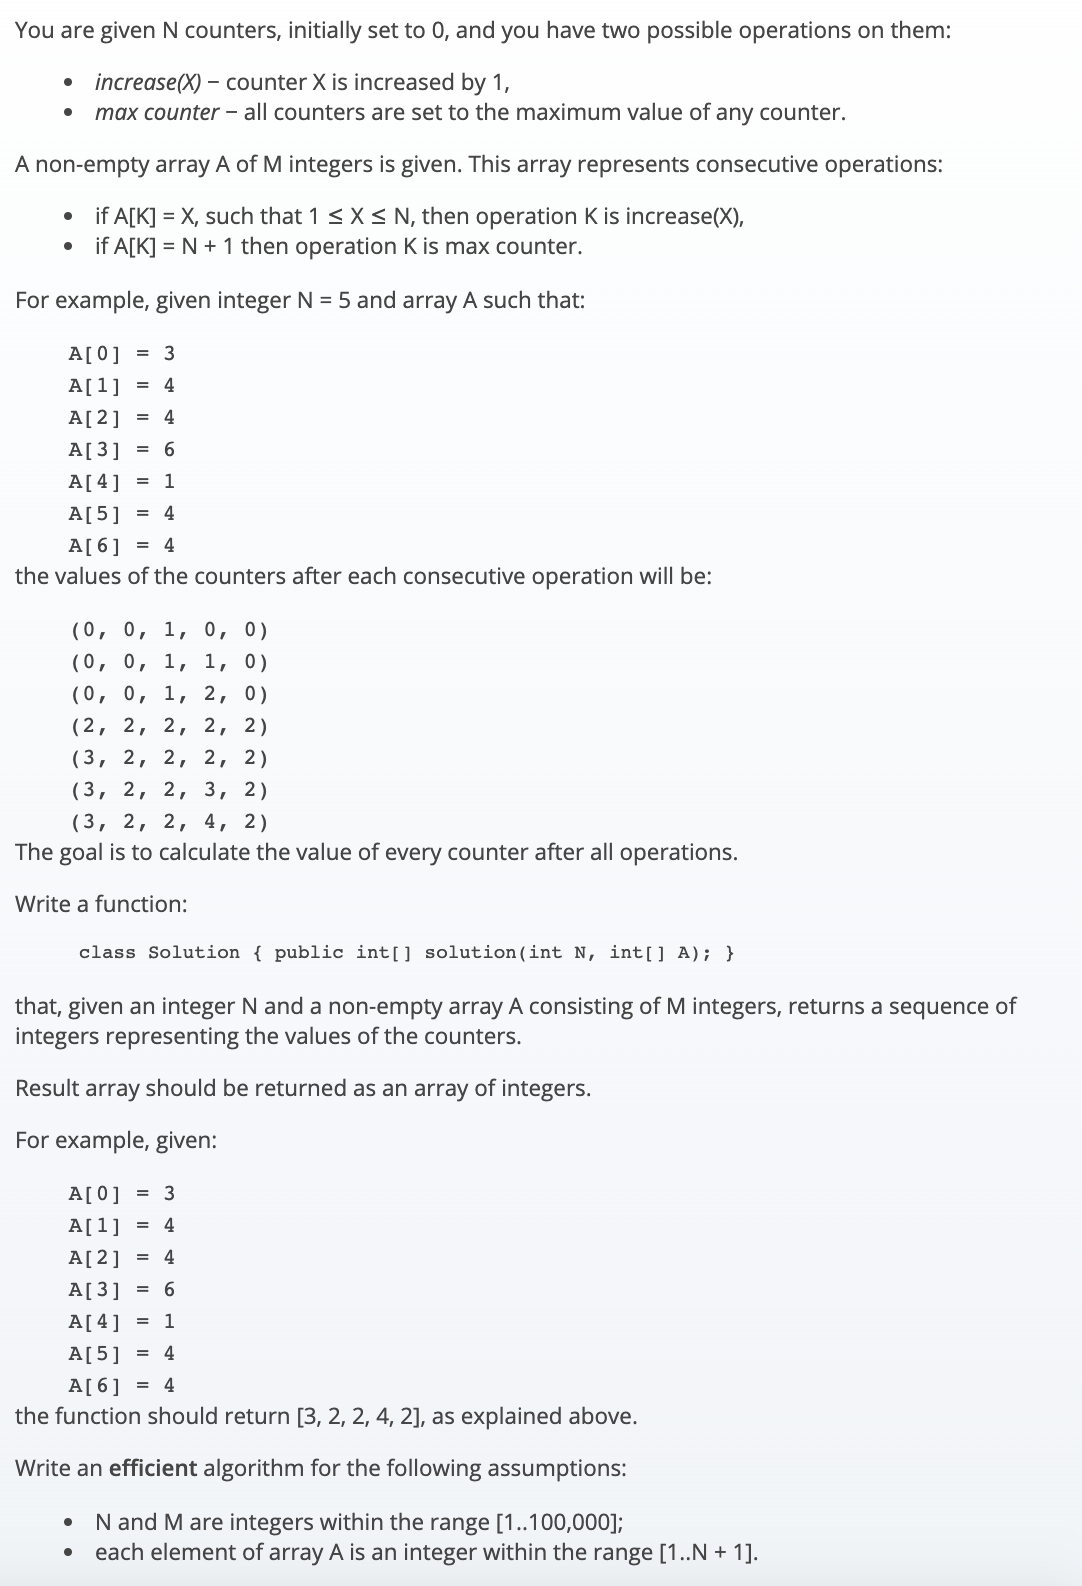 You are given N counters, initially set to 0, and you have two possible operations on them:
• increase(X) − counter X is increased by 1,
• max counter − all counters are set to the maximum value of any counter.
A non-empty array A of M integers is given. This array represents consecutive operations:
• if A[K] = X, such that 1 ≤ X ≤ N, then operation K is increase(X),
• if A[K] = N + 1 then operation K is max counter.
For example, given integer N = 5 and array A such that:
A[0] = 3
A[1] = 4
A[2] = 4
A[3] = 6
A[4] = 1
A[5] = 4
A[6] = 4
the values of the counters after each consecutive operation will be:
(0, 0, 1, 0, 0)
(0, 0, 1, 1, 0)
(0, 0, 1, 2, 0)
(2, 2, 2, 2, 2)
(3, 2, 2, 2, 2)
(3, 2, 2, 3, 2)
(3, 2, 2, 4, 2)
The goal is to calculate the value of every counter after all operations.
Write a function:
class Solution { public int[] solution(int N, int[] A); }
that, given an integer N and a non-empty array A consisting of M integers, returns a sequence of
integers representing the values of the counters.
Result array should be returned as an array of integers.
For example, given:
A[0] = 3
A[1] = 4
A[2] = 4
A[3] = 6
A[4] = 1
A[5] = 4
A[6] = 4
the function should return [3, 2, 2, 4, 2], as explained above.
Write an efficient algorithm for the following assumptions:
• N and M are integers within the range [1..100,000];
• each element of array A is an integer within the range [1..N + 1].